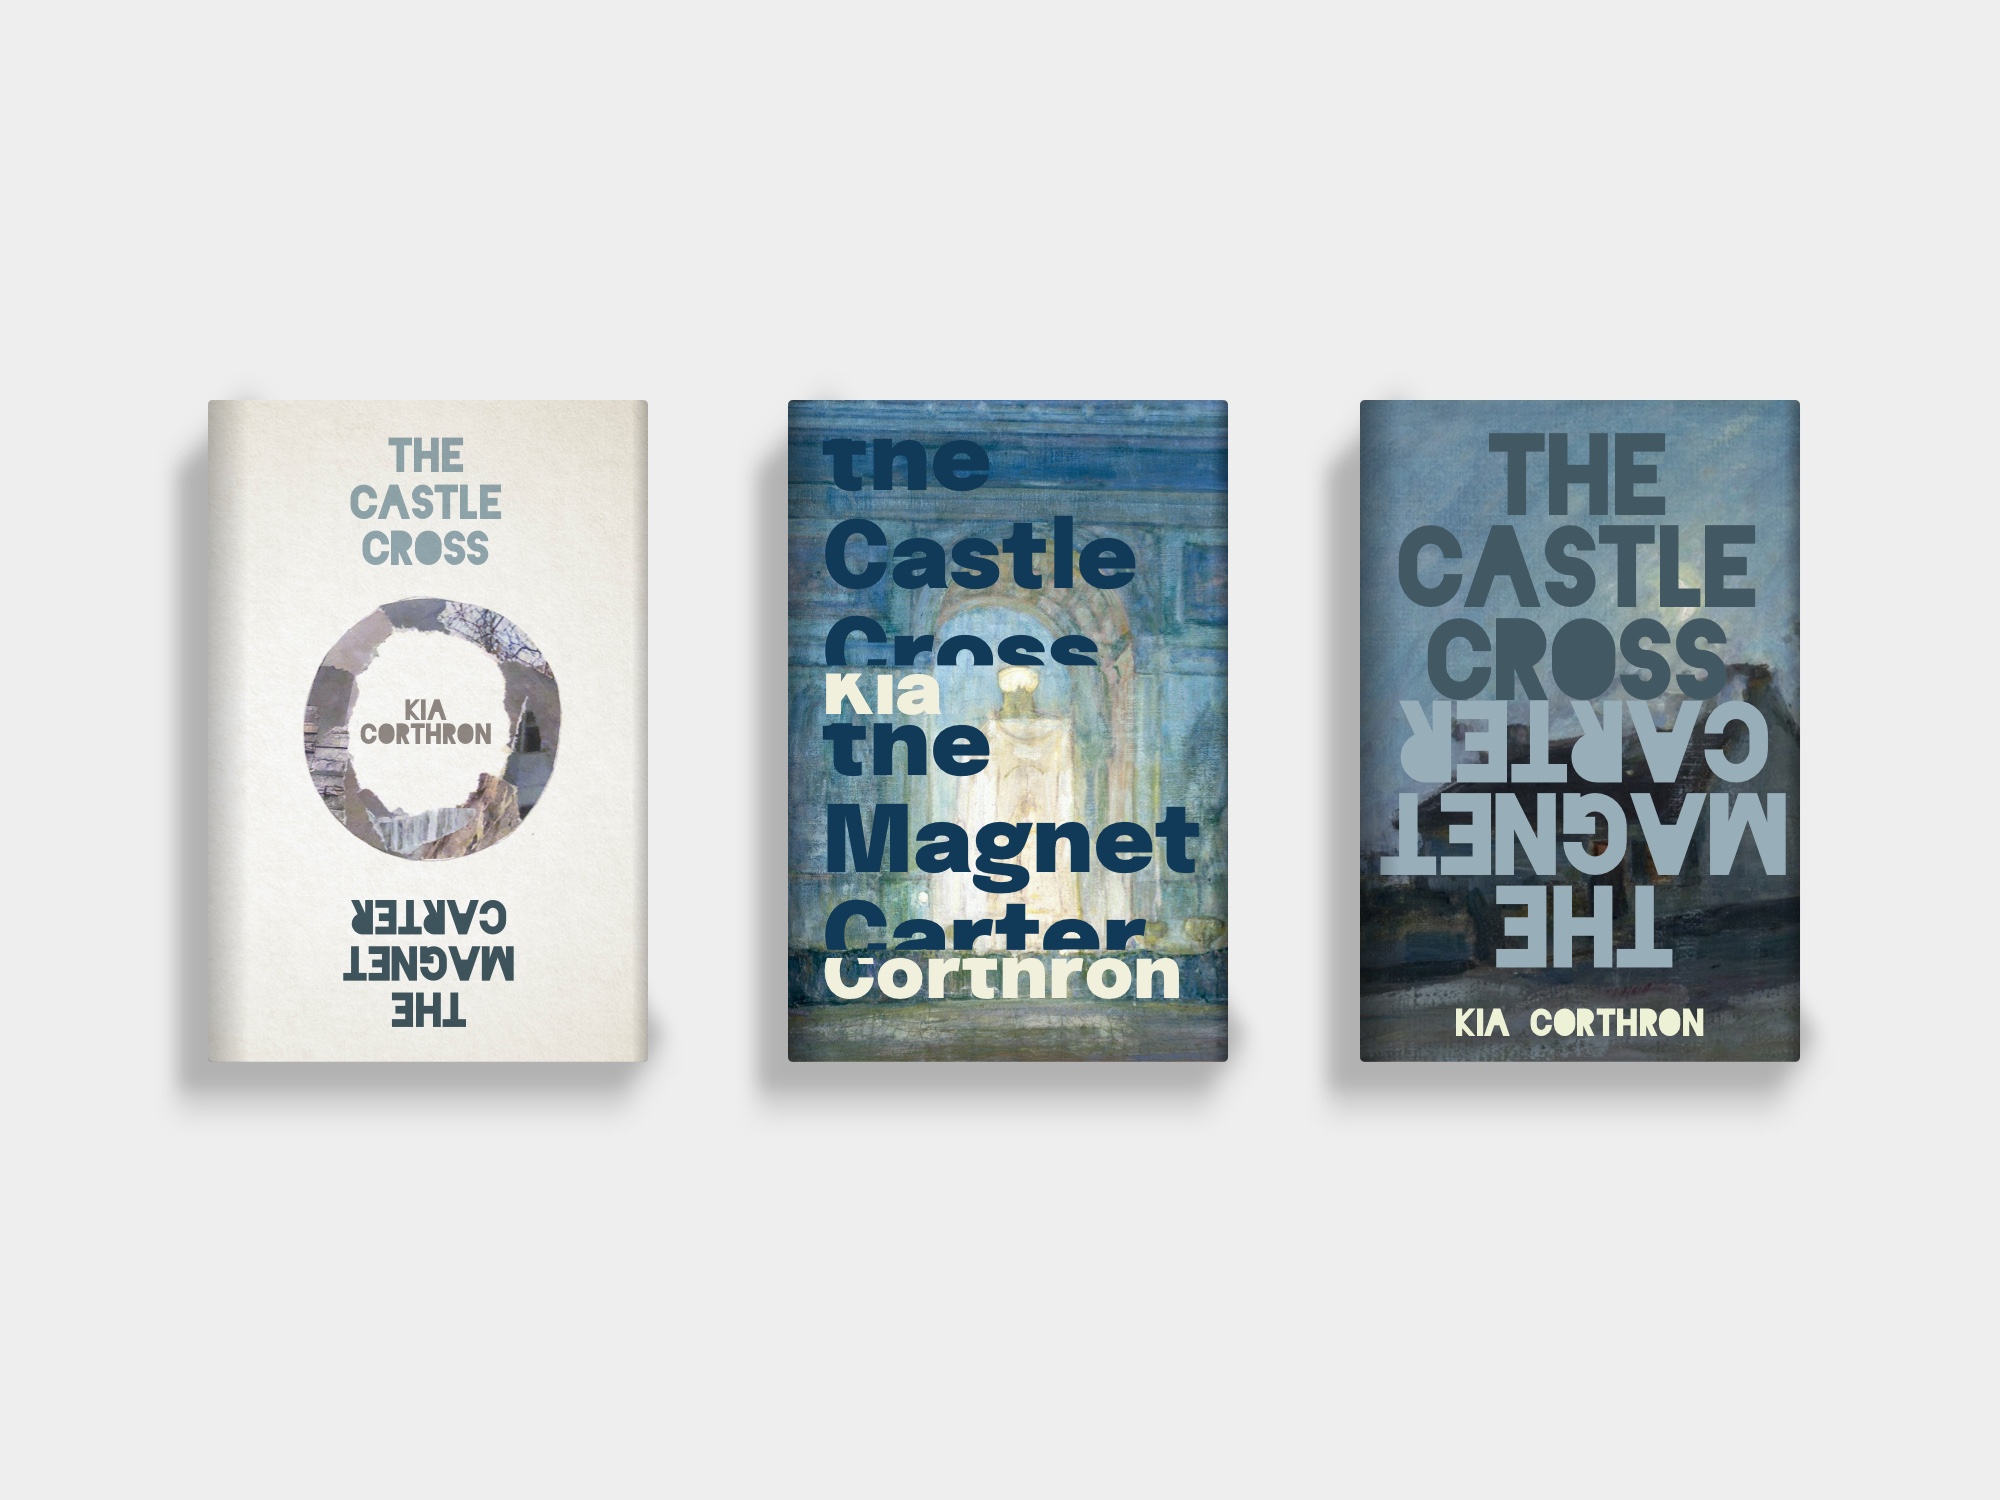 THE
CASTLE
CROSS
KIA
CORTHRON
THE
MAGNET
CARTER
the
Castle
Cross
Kia
the
Magnet
Carter
Corthron
THE
CASTLE
CROSS
THE
MAGNET
CARTER
KIA CORTHRON